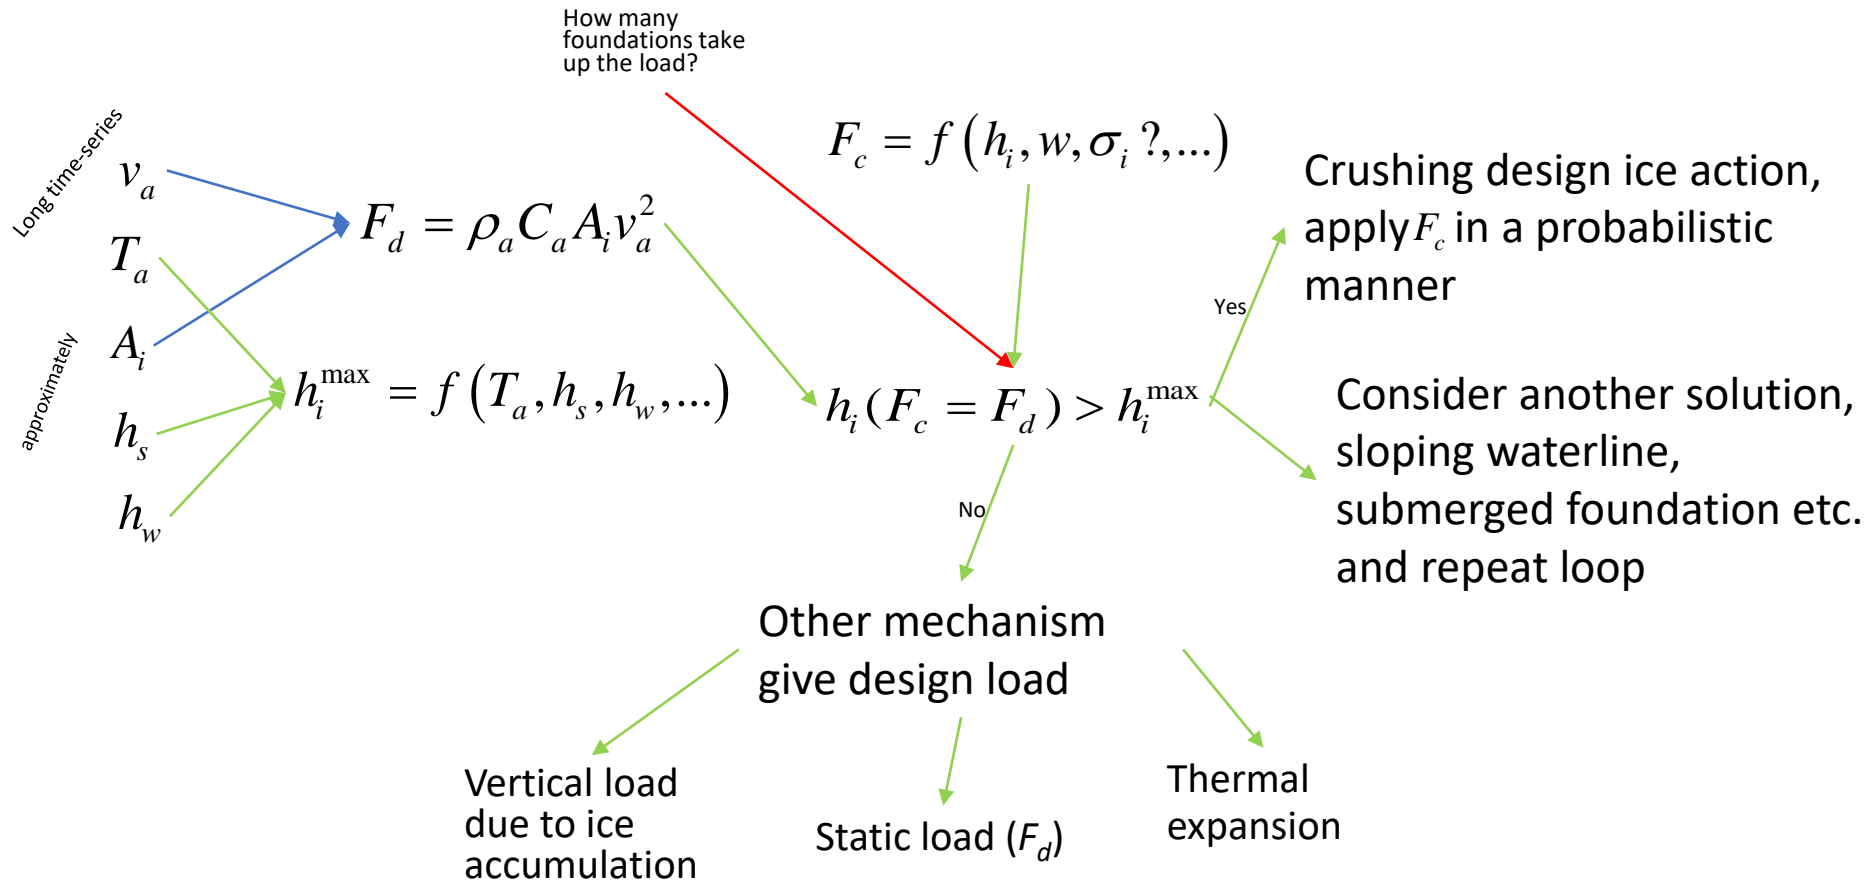 How many
foundations take
up the load?
Long time-series
v_a
T_a
approximately
A_i
h_s
h_w
F_d = ρ_a C_a A_i v_a^2
h_i^max = f(T_a, h_s, h_w, ...)
F_c = f(h_i, w, σ_i ?, ...)
h_i(F_c = F_d) > h_i^max
Yes
Crushing design ice action,
apply F_c in a probabilistic
manner
Consider another solution,
sloping waterline,
submerged foundation etc.
and repeat loop
No
Other mechanism
give design load
Vertical load
due to ice
accumulation
Static load (F_d)
Thermal
expansion